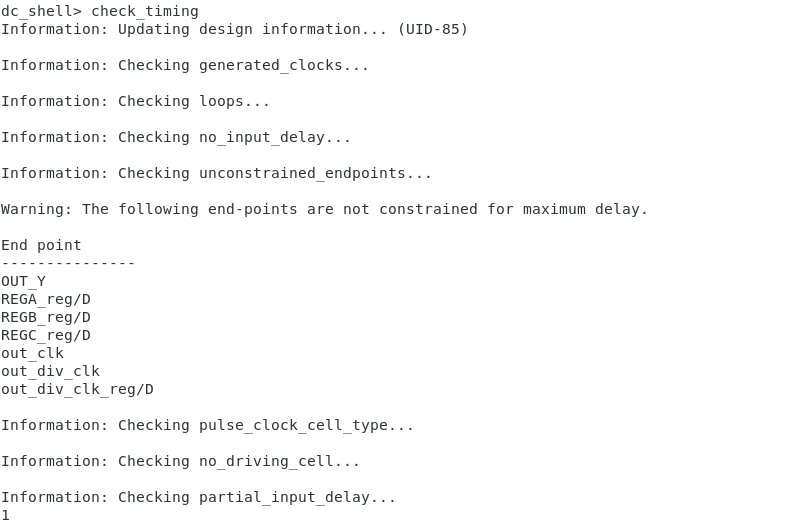 dc_shell> check_timing
Information: Updating design information... (UID-85)
Information: Checking generated_clocks...
Information: Checking loops...
Information: Checking no_input_delay...
Information: Checking unconstrained_endpoints...
Warning: The following end-points are not constrained for maximum delay.
End point
---------------
OUT_Y
REGA_reg/D
REGB_reg/D
REGC_reg/D
out_clk
out_div_clk
out_div_clk_reg/D
Information: Checking pulse_clock_cell_type...
Information: Checking no_driving_cell...
Information: Checking partial_input_delay...
1